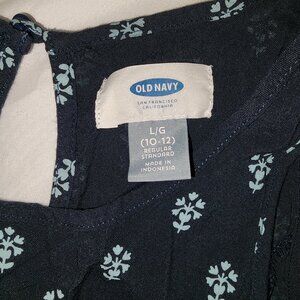 OLD NAVY
SAN FRANCISCO
CALIFORNIA
L/G
(10-12)
REGULAR
STANDARD
MADE IN
INDONESIA